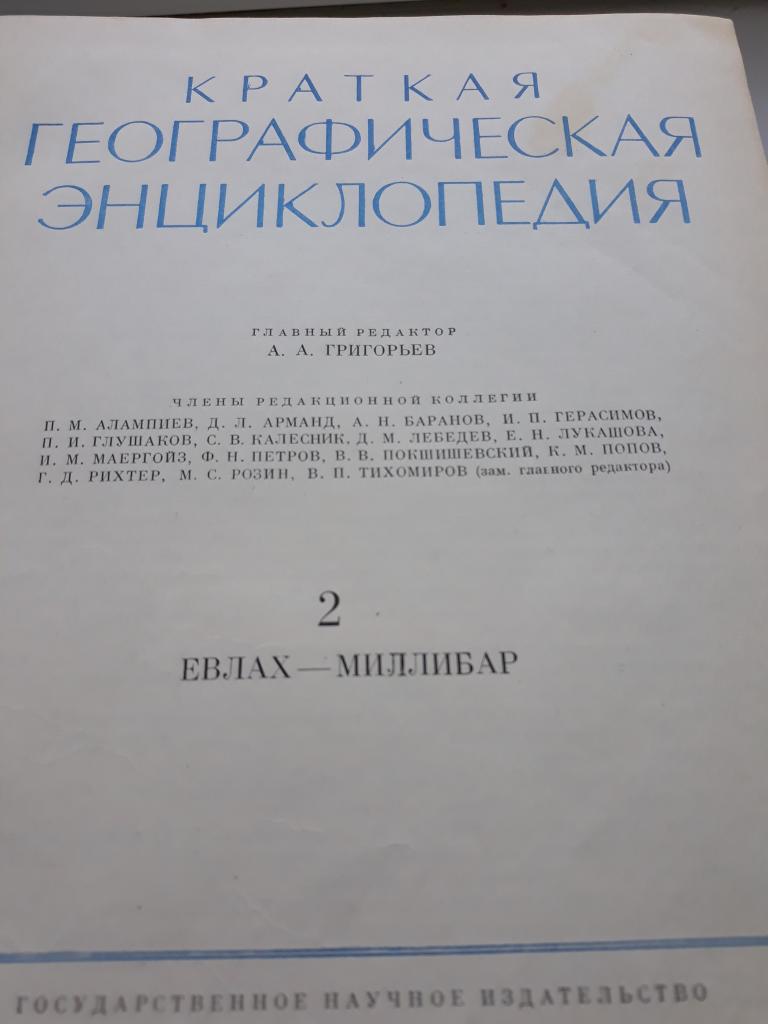 КРАТКАЯ
ГЕОГРАФИЧЕСКАЯ
ЭНЦИКЛОПЕДИЯ
ГЛАВНЫЙ РЕДАКТОР
А. А. ГРИГОРЬЕВ
ЧЛЕНЫ РЕДАКЦИОННОЙ КОЛЛЕГИИ
П. М. АЛАМПИЕВ, Д. Л. АРМАНД, А. Н. БАРАНОВ, И. П. ГЕРАСИМОВ,
П. И. ГЛУШАКОВ, С. В. КАЛЕСНИК, Д. М. ЛЕБЕДЕВ, Е. Н. ЛУКАШОВА,
И. М. МАЕРГОЙЗ, Ф. Н. ПЕТРОВ, В. В. ПОКШИШЕВСКИЙ, К. М. ПОПОВ,
Г. Д. РИХТЕР, М. С. РОЗИН, В. П. ТИХОМИРОВ (зам. главного редактора)
2
ЕВЛАХ — МИЛЛИБАР
ГОСУДАРСТВЕННОЕ НАУЧНОЕ ИЗДАТЕЛЬСТВО